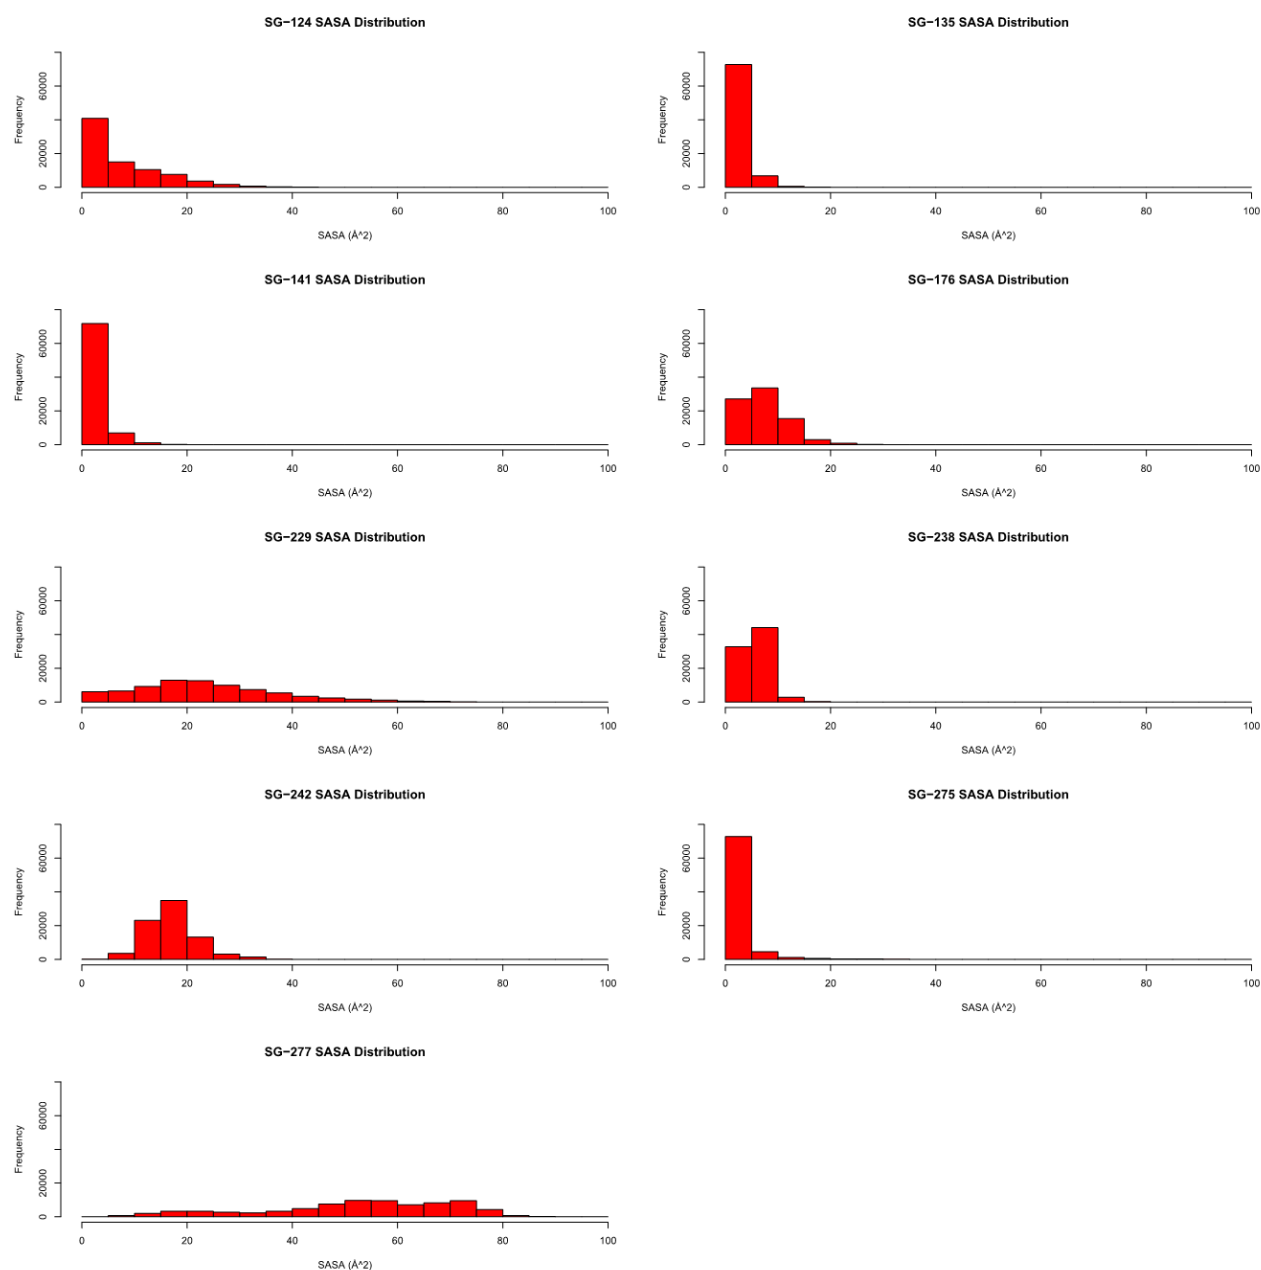 SG−124 SASA Distribution
Frequency
60000
20000
0
0 20 40 60 80 100
SASA (Å^2)
SG−135 SASA Distribution
Frequency
60000
20000
0
0 20 40 60 80 100
SASA (Å^2)
SG−141 SASA Distribution
Frequency
60000
20000
0
0 20 40 60 80 100
SASA (Å^2)
SG−176 SASA Distribution
Frequency
60000
20000
0
0 20 40 60 80 100
SASA (Å^2)
SG−229 SASA Distribution
Frequency
60000
20000
0
0 20 40 60 80 100
SASA (Å^2)
SG−238 SASA Distribution
Frequency
60000
20000
0
0 20 40 60 80 100
SASA (Å^2)
SG−242 SASA Distribution
Frequency
60000
20000
0
0 20 40 60 80 100
SASA (Å^2)
SG−275 SASA Distribution
Frequency
60000
20000
0
0 20 40 60 80 100
SASA (Å^2)
SG−277 SASA Distribution
Frequency
60000
20000
0
0 20 40 60 80 100
SASA (Å^2)